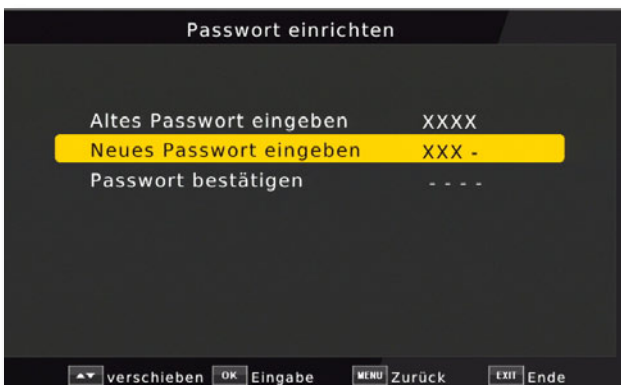 Passwort einrichten
Altes Passwort eingeben XXXX
Neues Passwort eingeben XXX -
Passwort bestätigen - - - -
▲▼ verschieben OK Eingabe MENU Zurück EXIT Ende